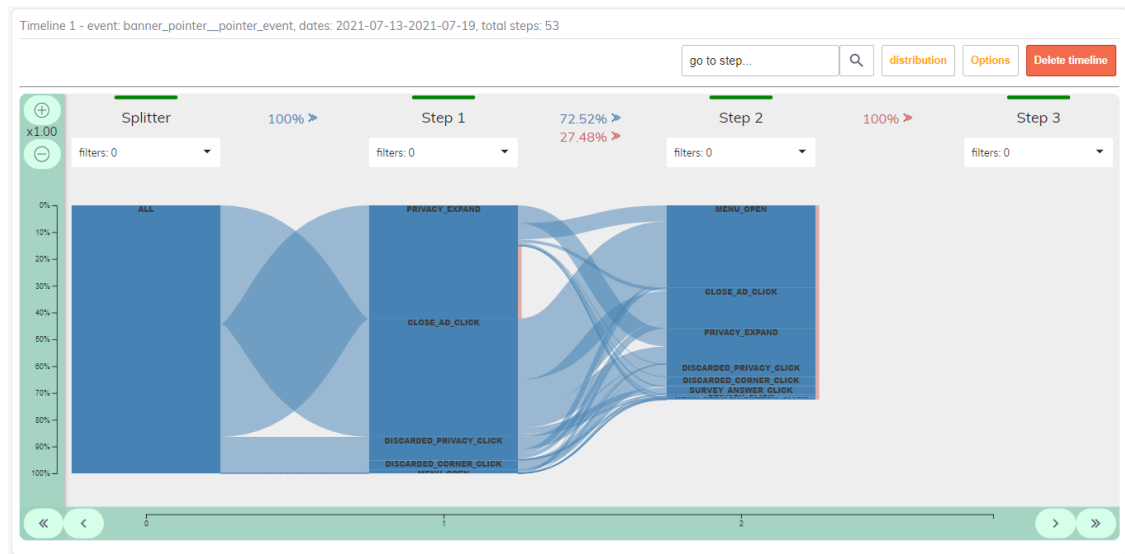 Timeline 1 - event: banner_pointer__pointer_event, dates: 2021-07-13-2021-07-19, total steps: 53
go to step...
distribution
Options
Delete timeline
x1.00
Splitter
100%
Step 1
72.52%
27.48%
Step 2
100%
Step 3
filters: 0
filters: 0
filters: 0
filters: 0
0%
10%
20%
30%
40%
50%
60%
70%
80%
90%
100%
ALL
PRIVACY_EXPAND
CLOSE_AD_CLICK
DISCARDED_PRIVACY_CLICK
DISCARDED_CORNER_CLICK
MENU_OPEN
MENU_OPEN
CLOSE_AD_CLICK
PRIVACY_EXPAND
DISCARDED_PRIVACY_CLICK
DISCARDED_CORNER_CLICK
SURVEY_ANSWER_CLICK
0
1
2